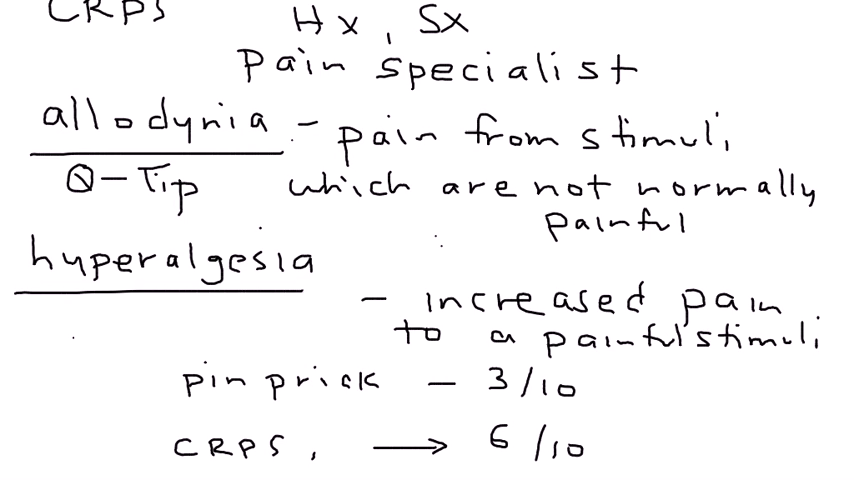 CRPS Hx, Sx
Pain specialist
allodynia - pain from stimuli
Q-Tip which are not normally
painful
hyperalgesia
- increased pain
to a painful stimuli
pin prick - 3/10
CRPS, → 6/10